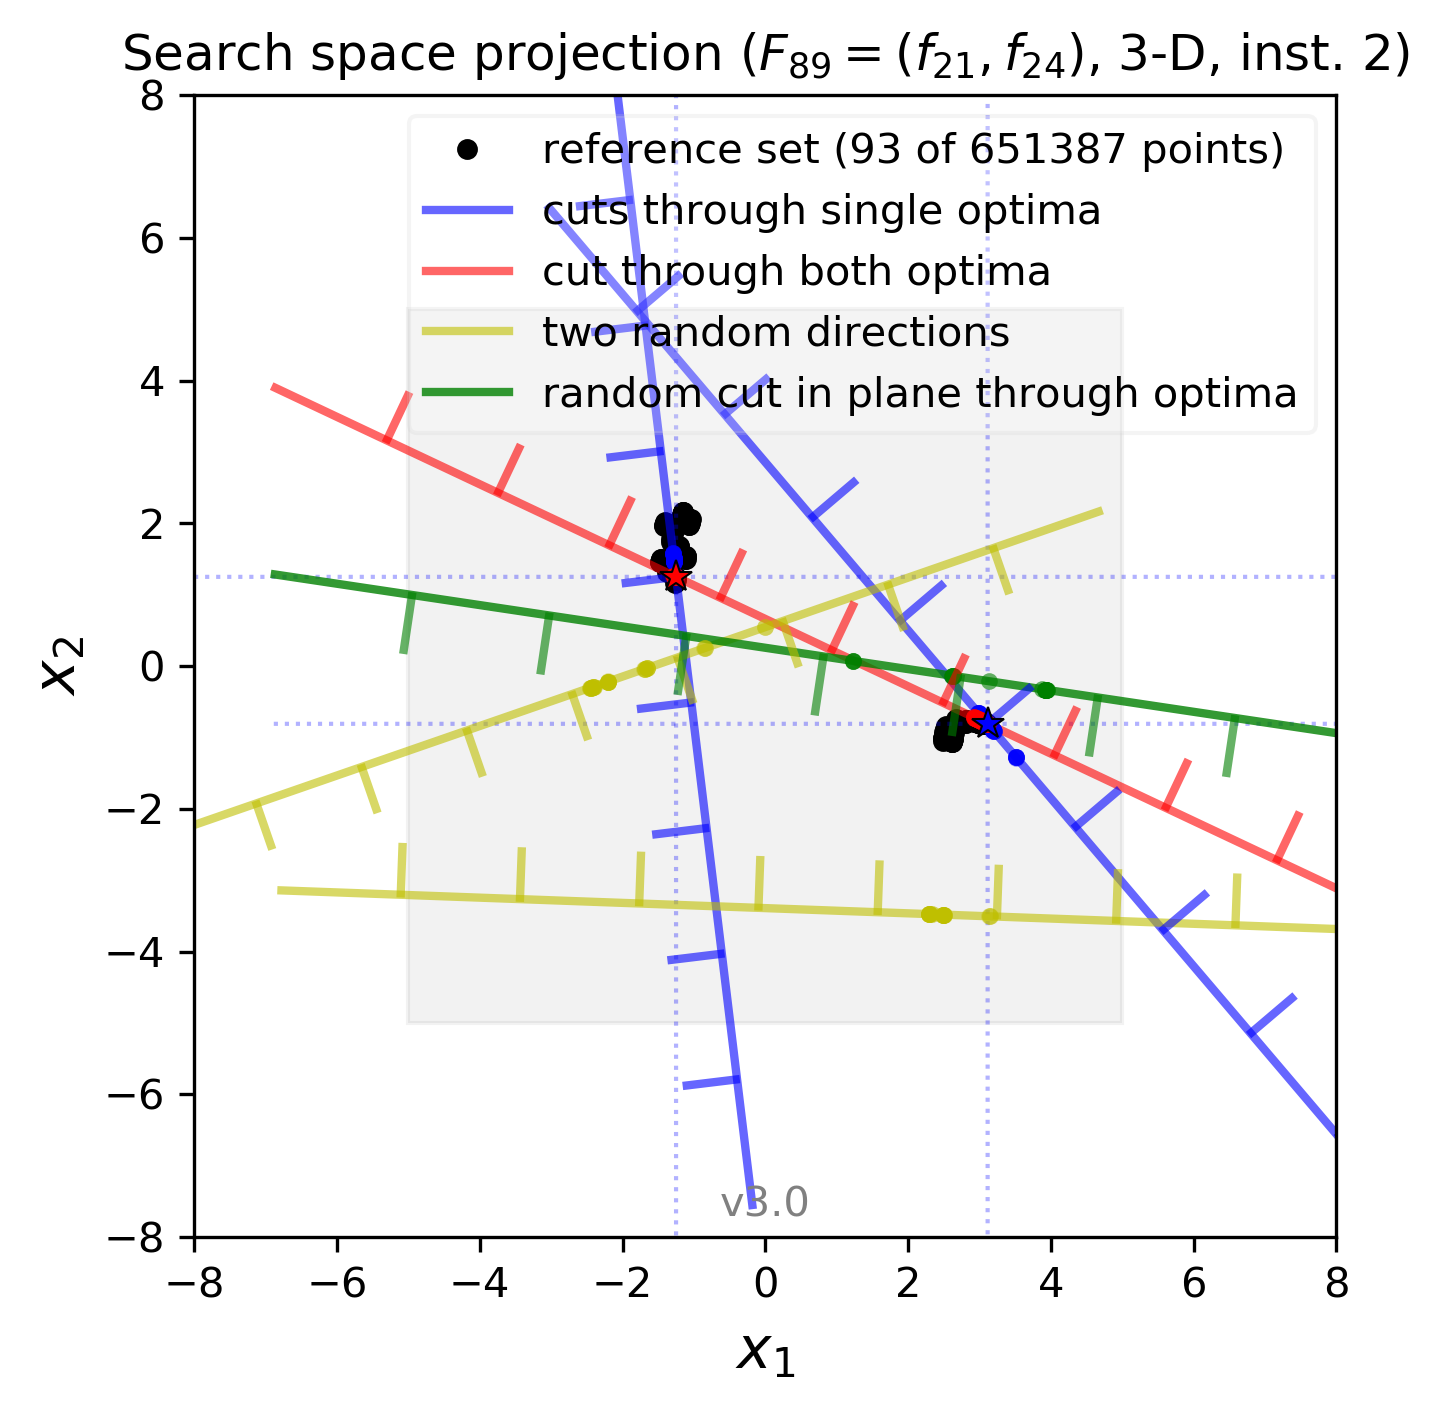 Search space projection (F₈₉ = (f₂₁, f₂₄), 3-D, inst. 2)
reference set (93 of 651387 points)
cuts through single optima
cut through both optima
two random directions
random cut in plane through optima
8
6
4
2
0
−2
−4
−6
−8
x₂
v3.0
−8 −6 −4 −2 0 2 4 6 8
x₁